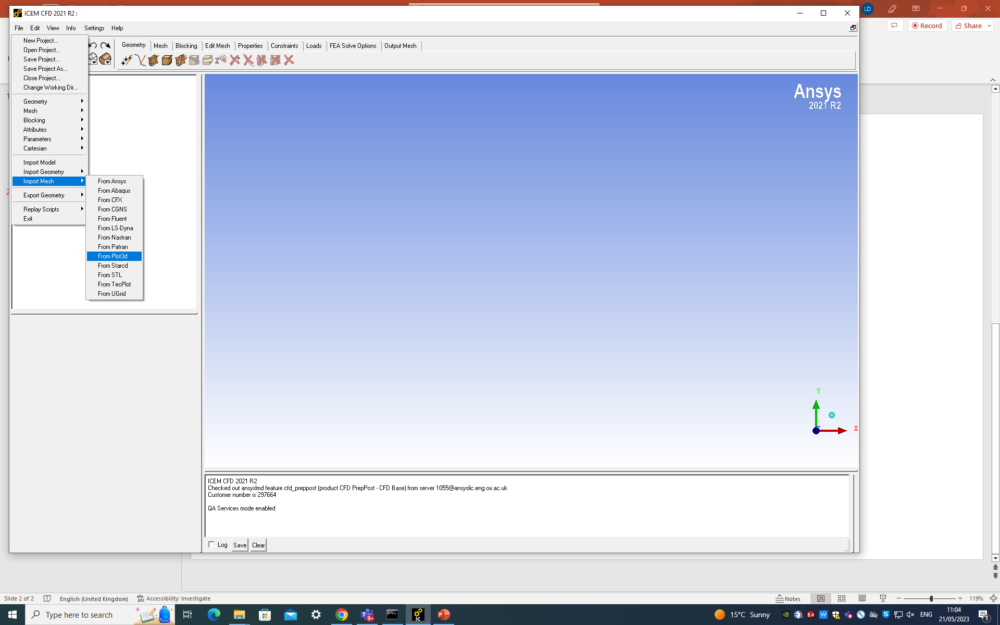 ICEM CFD 2021 R2 :
LD
File Edit View Info Settings Help
Record
Share
New Project...
Open Project...
Save Project...
Save Project As...
Close Project...
Change Working Dir...
Geometry
Mesh
Blocking
Attributes
Parameters
Cartesian
Import Model
Import Geometry
Import Mesh
Export Geometry
Replay Scripts
Exit
Geometry Mesh Blocking Edit Mesh Properties Constraints Loads FEA Solve Options Output Mesh
From Ansys
From Abaqus
From CFX
From CGNS
From Fluent
From LS-Dyna
From Nastran
From Patran
From Plot3d
From Starcd
From STL
From TecPlot
From UGrid
Ansys
2021 R2
Y
X
ICEM CFD 2021 R2
Checked out ansyslmd feature cfd_preppost (product CFD PrepPost - CFD Base) from server 1055@ansyslic.eng.ox.ac.uk
Customer number is 297664
QA Services mode enabled
Log Save Clear
Slide 2 of 2 English (United Kingdom) Accessibility: Investigate Notes 119%
Type here to search
9+
IC
15°C Sunny
ENG
11:04
21/05/2023
1